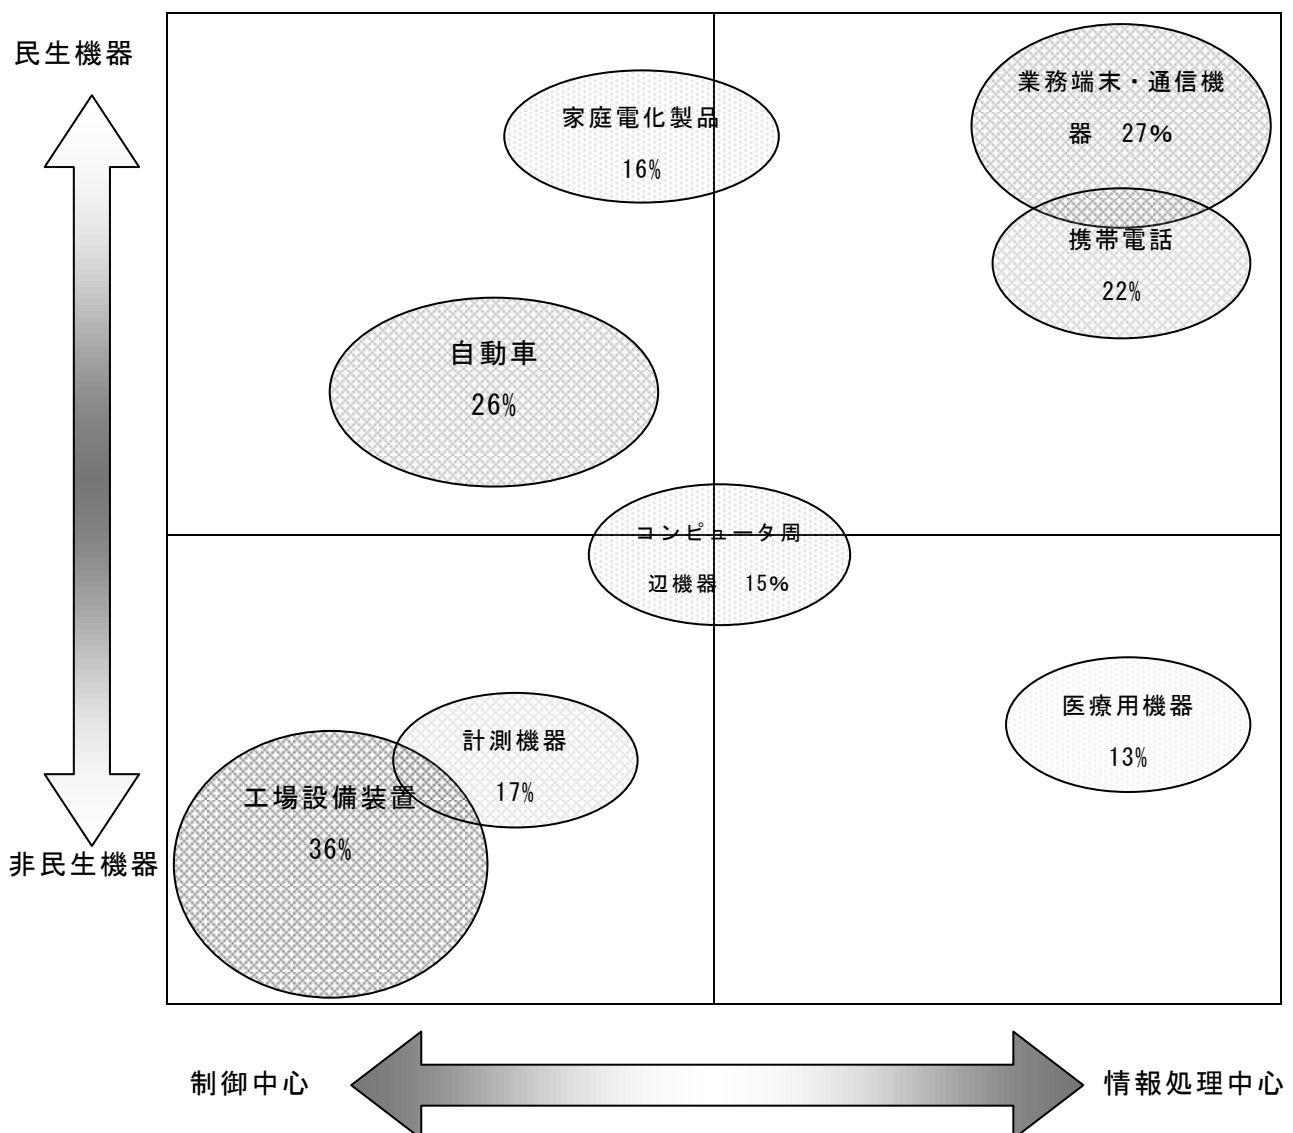 民生機器
業務端末・通信機
器　27%
家庭電化製品
16%
携帯電話
22%
自動車
26%
コンピュータ周
辺機器　15%
医療用機器
13%
計測機器
17%
工場設備装置
36%
非民生機器
制御中心
情報処理中心